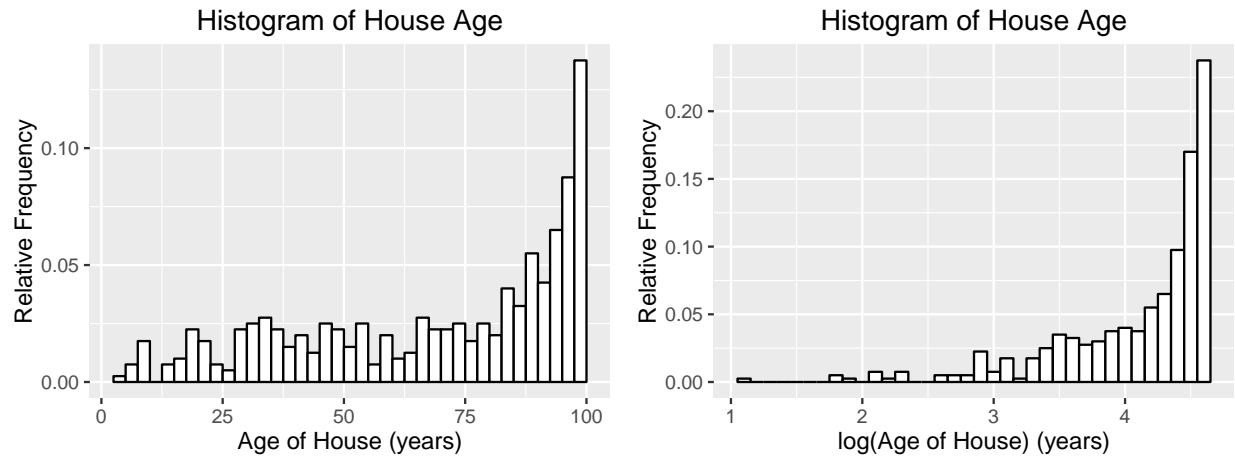 Histogram of House Age
Relative Frequency
0.10
0.05
0.00
0
25
50
75
100
Age of House (years)
Histogram of House Age
Relative Frequency
0.20
0.15
0.10
0.05
0.00
1
2
3
4
log(Age of House) (years)